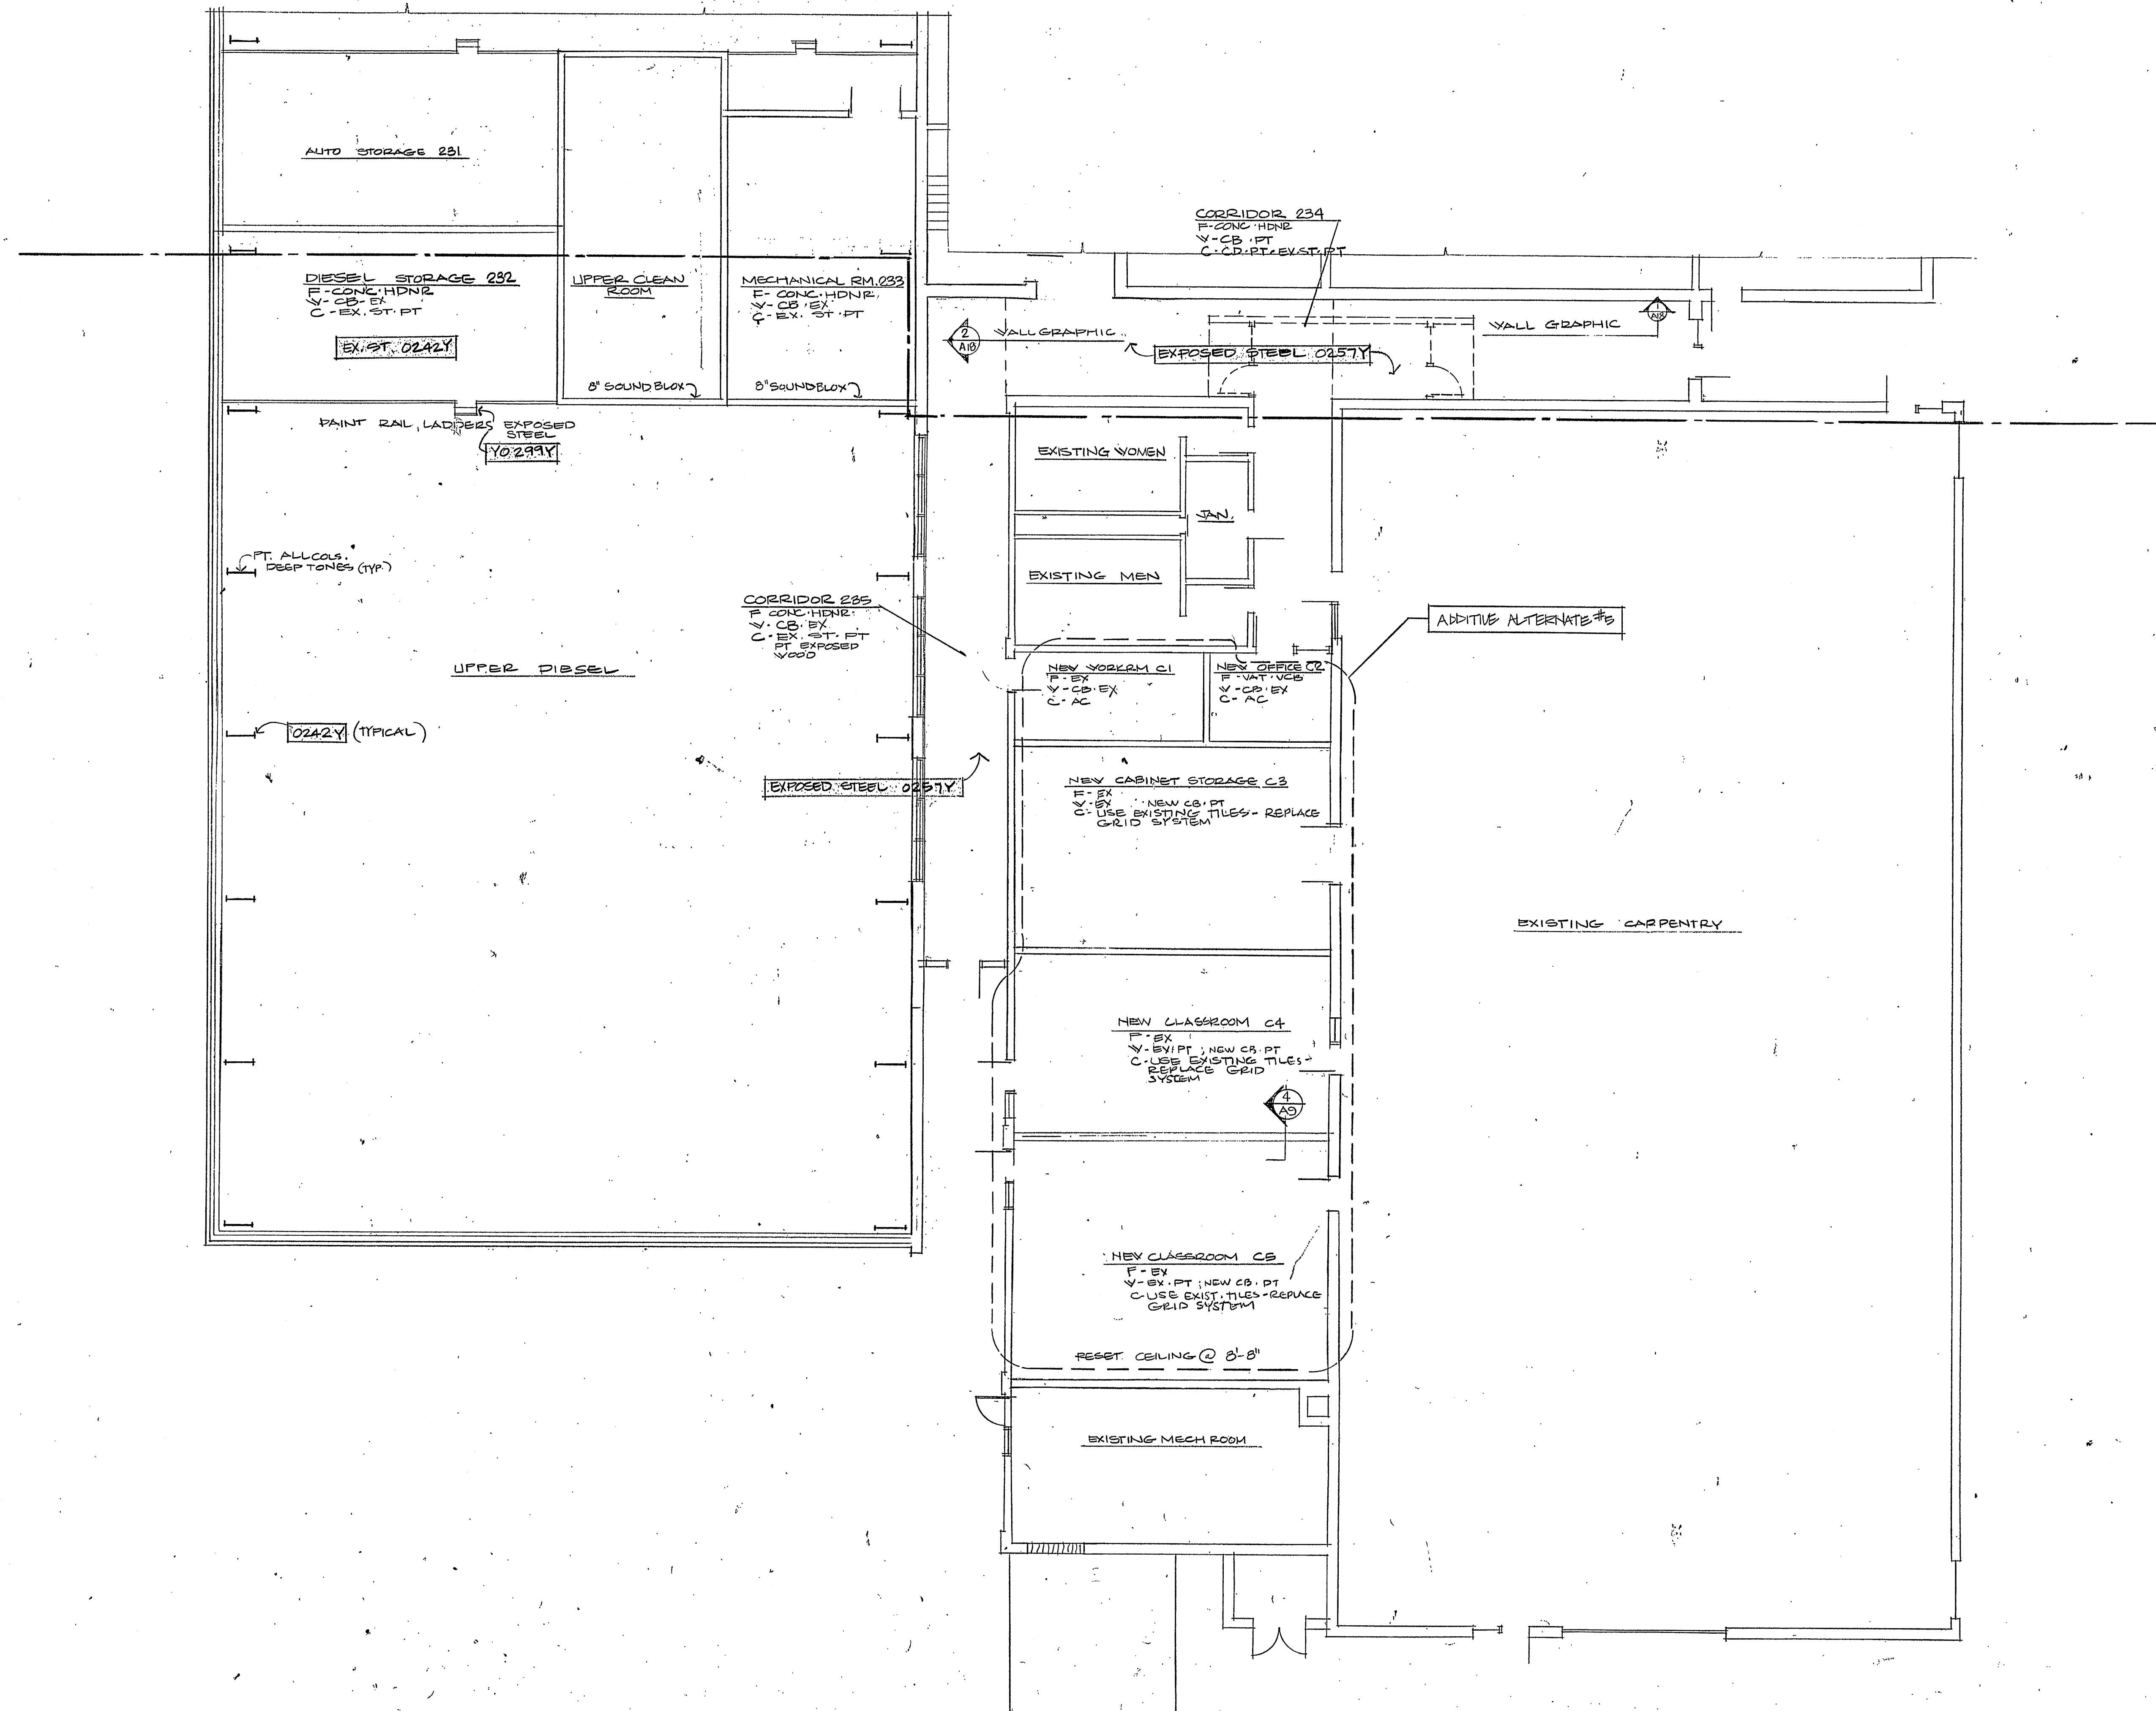 AUTO STORAGE 231
CORRIDOR 234
F-CONC·HDNR
W-CB·PT
C-CD·PT·EX·ST·PT
DIESEL STORAGE 232
F-CONC·HDNR
W-CB-EX
C-EX. ST·PT
EX. ST. 0242Y
UPPER CLEAN
ROOM
MECHANICAL RM. 233
F-CONC·HDNR.
W-CB·EX
C-EX. ST·PT
2
A18
WALL GRAPHIC
EXPOSED STEEL 0257Y
WALL GRAPHIC
1
A18
8" SOUNDBLOX
8" SOUNDBLOX
PAINT RAIL, LADDERS EXPOSED
STEEL
Y0299Y
EXISTING WOMEN
JAN.
EXISTING MEN
PT. ALL COLS.
DEEP TONES (TYP.)
CORRIDOR 235
F CONC·HDNR·
W·CB·EX
C-EX. ST·PT
PT EXPOSED
WOOD
ADDITIVE ALTERNATE #5
UPPER DIESEL
NEW WORKRM C1
F-EX
W-CB·EX
C-AC
NEW OFFICE C2
F-VAT·VCB
W-CB·EX
C-AC
0242Y (TYPICAL)
EXPOSED STEEL 0257Y
NEW CABINET STORAGE C3
F-EX
W-EX NEW CB·PT
C-USE EXISTING TILES-REPLACE
GRID SYSTEM
EXISTING CARPENTRY
NEW CLASSROOM C4
F-EX
W-EX·PT; NEW CB·PT
C-USE EXISTING TILES-
REPLACE GRID
SYSTEM
4
A9
NEW CLASSROOM C5
F-EX
W-EX·PT; NEW CB·PT
C-USE EXIST. TILES-REPLACE
GRID SYSTEM
RESET CEILING @ 8'-8"
EXISTING MECH ROOM